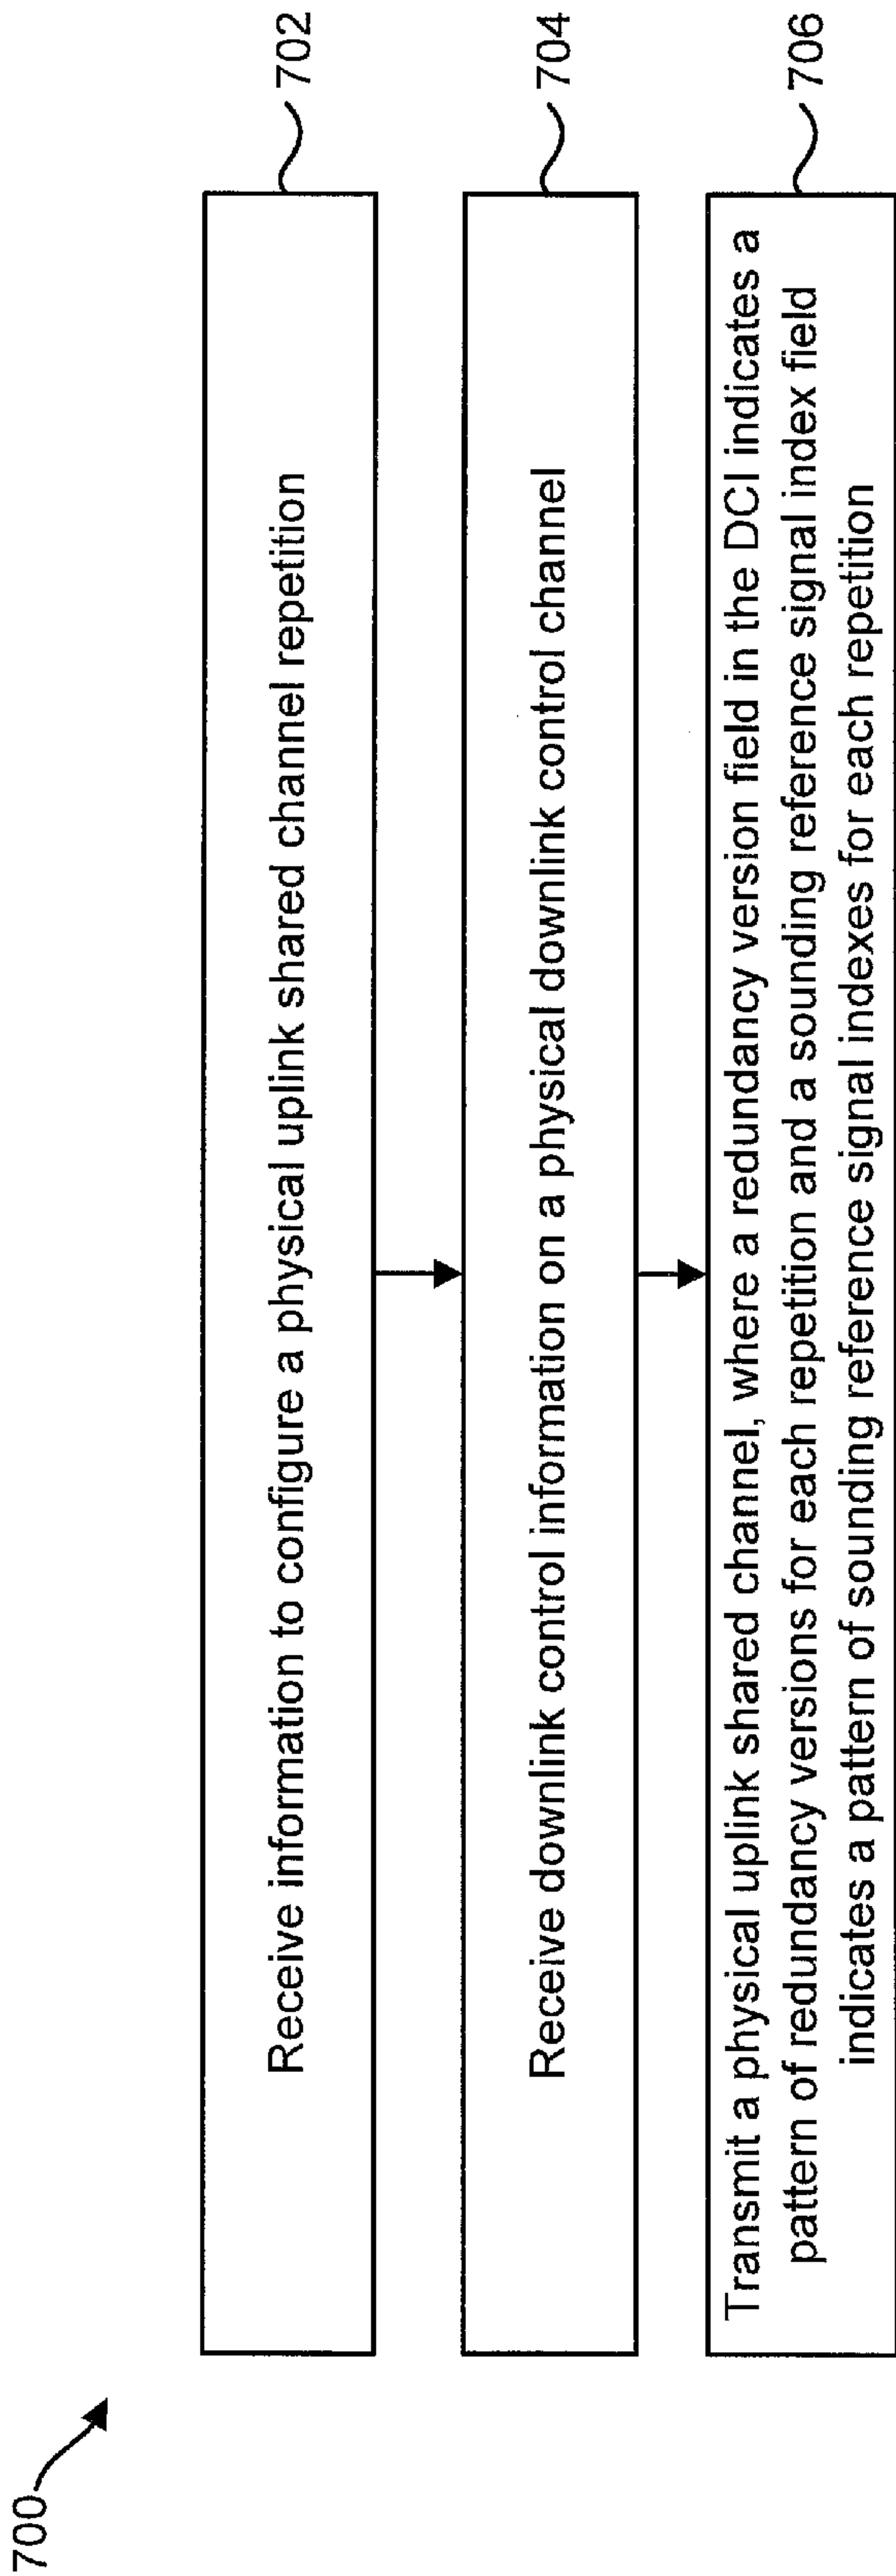 700
Receive information to configure a physical uplink shared channel repetition
702
Receive downlink control information on a physical downlink control channel
704
Transmit a physical uplink shared channel, where a redundancy version field in the DCI indicates a
pattern of redundancy versions for each repetition and a sounding reference signal index field
indicates a pattern of sounding reference signal indexes for each repetition
706